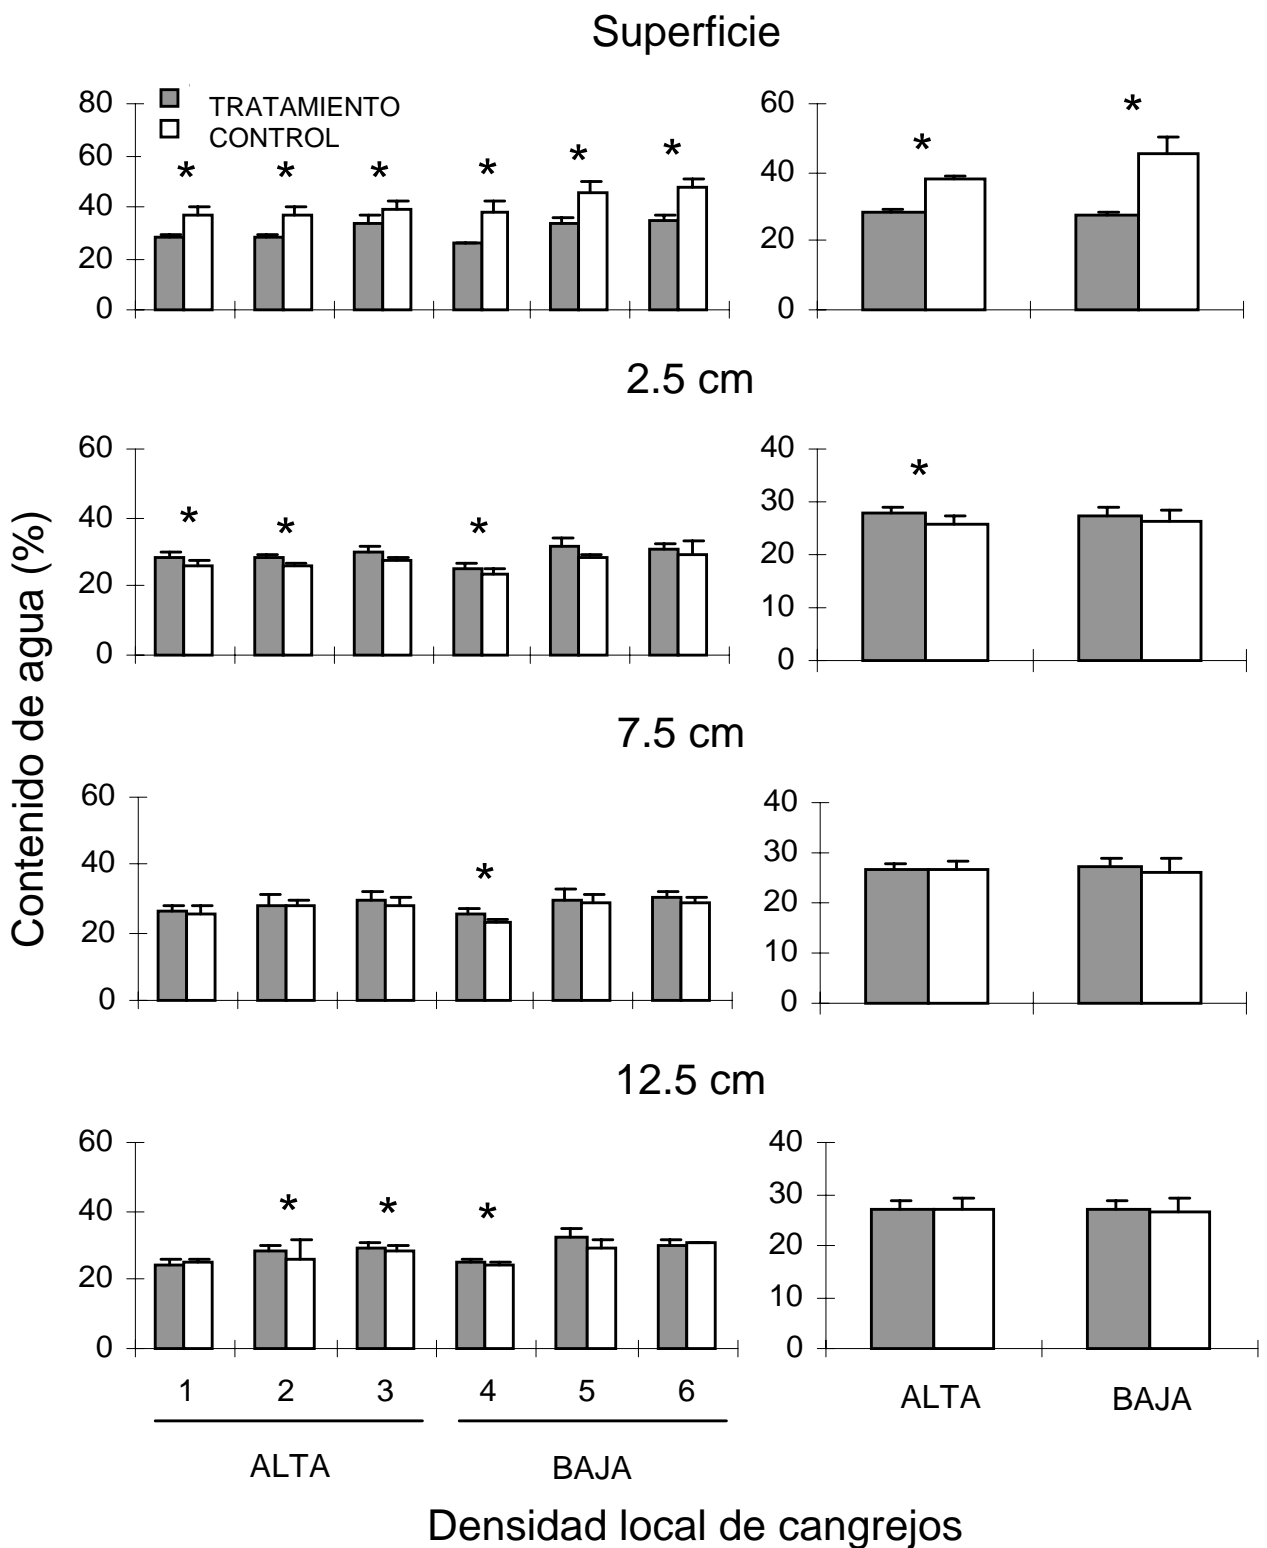 Superficie
80
60
40
20
0
TRATAMIENTO
CONTROL
* * * * * *
60
40
20
0
* *
2.5 cm
60
40
20
0
* * *
40
30
20
10
0
*
7.5 cm
60
40
20
0
*
40
30
20
10
0
12.5 cm
60
40
20
0
* * *
40
30
20
10
0
1 2 3 4 5 6
ALTA BAJA
ALTA BAJA
Contenido de agua (%)
Densidad local de cangrejos